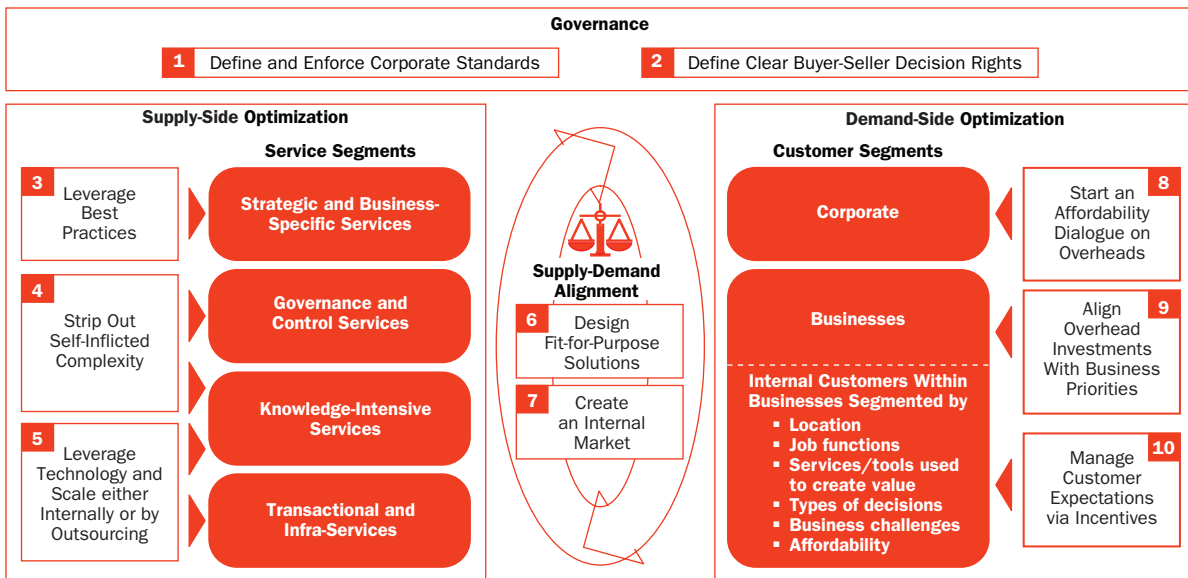 Governance
1 Define and Enforce Corporate Standards
2 Define Clear Buyer-Seller Decision Rights
Supply-Side Optimization
Service Segments
3
Leverage
Best
Practices
4
Strip Out
Self-Inflicted
Complexity
5
Leverage
Technology and
Scale either
Internally or by
Outsourcing
Strategic and Business-
Specific Services
Governance and
Control Services
Knowledge-Intensive
Services
Transactional and
Infra-Services
Supply-Demand
Alignment
6
Design
Fit-for-Purpose
Solutions
7
Create
an Internal
Market
Demand-Side Optimization
Customer Segments
Corporate
Businesses
Internal Customers Within
Businesses Segmented by
▪ Location
▪ Job functions
▪ Services/tools used
to create value
▪ Types of decisions
▪ Business challenges
▪ Affordability
8
Start an
Affordability
Dialogue on
Overheads
9
Align
Overhead
Investments
With Business
Priorities
10
Manage
Customer
Expectations
via Incentives